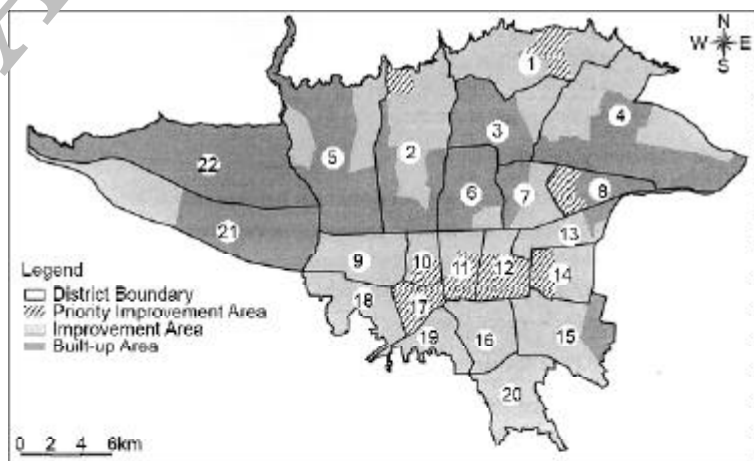 N
W E
S
1
4
3
5
2
22
6
7
8
21
13
9
10
11
12
14
18
17
15
19
16
20
Legend
District Boundary
Priority Improvement Area
Improvement Area
Built-up Area
0 2 4 6km